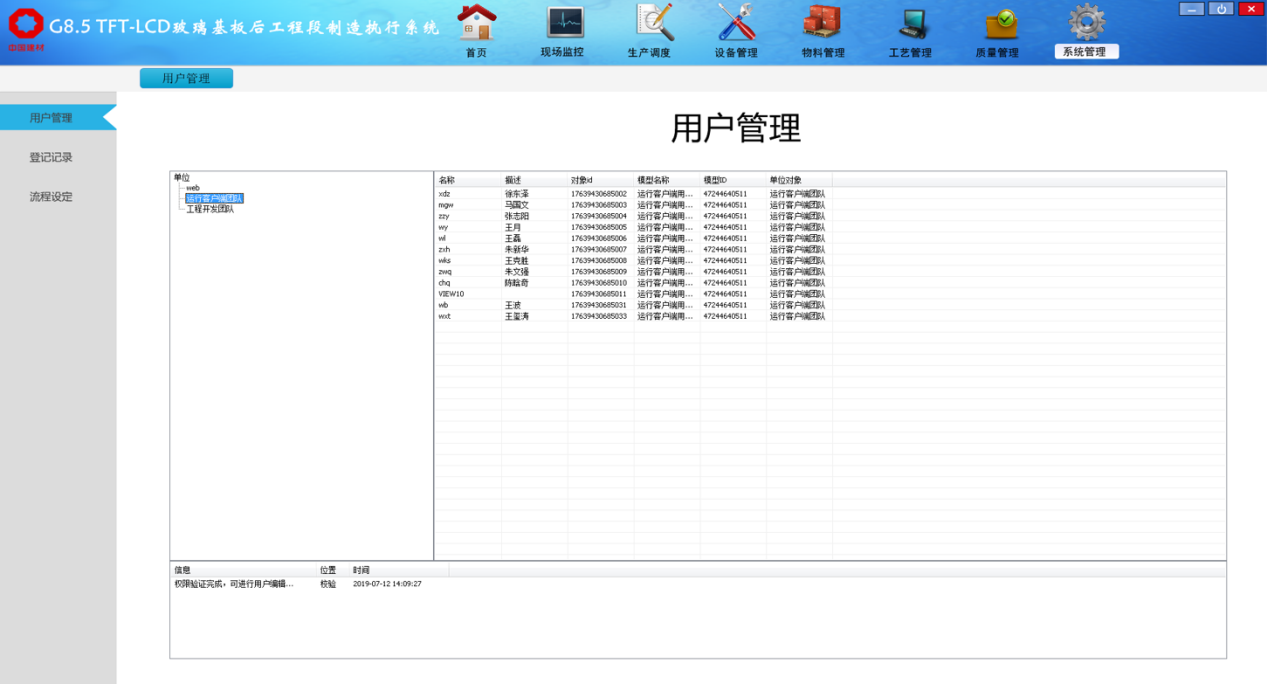 G8.5 TFT-LCD玻璃基板后工程段制造执行系统
中国建材
首页 现场监控 生产调度 设备管理 物料管理 工艺管理 质量管理 系统管理
用户管理
用户管理
登记记录
流程设定
用户管理
单位
web
运行客户端团队
工程开发团队
名称 描述 对象id 模型名称 模型ID 单位对象
xdz 徐东泽 17639430685002 运行客户端用... 47244640511 运行客户端团队
mgw 马国文 17639430685003 运行客户端用... 47244640511 运行客户端团队
zzy 张志阳 17639430685004 运行客户端用... 47244640511 运行客户端团队
wy 王月 17639430685005 运行客户端用... 47244640511 运行客户端团队
wl 王磊 17639430685006 运行客户端用... 47244640511 运行客户端团队
zxh 朱新华 17639430685007 运行客户端用... 47244640511 运行客户端团队
wks 王克胜 17639430685008 运行客户端用... 47244640511 运行客户端团队
zwq 朱文强 17639430685009 运行客户端用... 47244640511 运行客户端团队
chq 陈晗奇 17639430685010 运行客户端用... 47244640511 运行客户端团队
VIEW10 17639430685011 运行客户端用... 47244640511 运行客户端团队
wb 王波 17639430685031 运行客户端用... 47244640511 运行客户端团队
wxt 王玺涛 17639430685033 运行客户端用... 47244640511 运行客户端团队
信息 位置 时间
权限验证完成，可进行用户编辑... 校验 2019-07-12 14:09:27